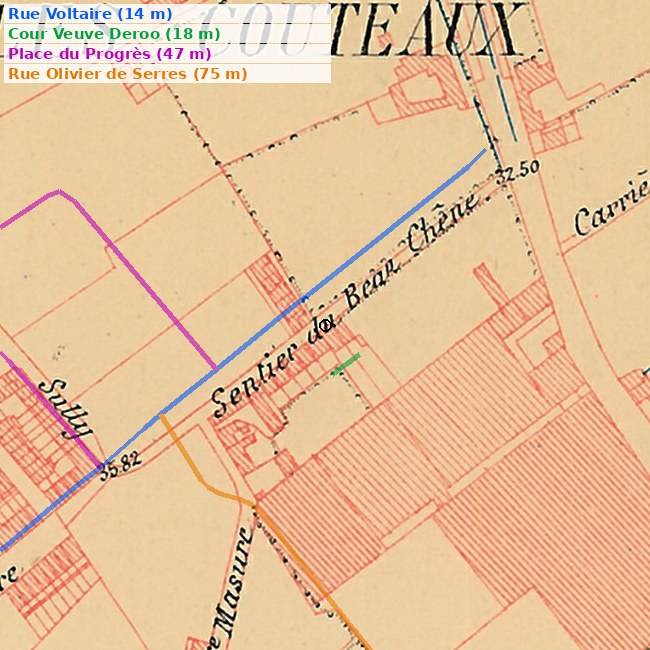 Rue Voltaire (14 m)
Cour Veuve Deroo (18 m)
Place du Progrès (47 m)
Rue Olivier de Serres (75 m)
COUTEAUX
32.50
Carriè
Sentier du Beau Chêne
Sully
35.82
re
e Masure